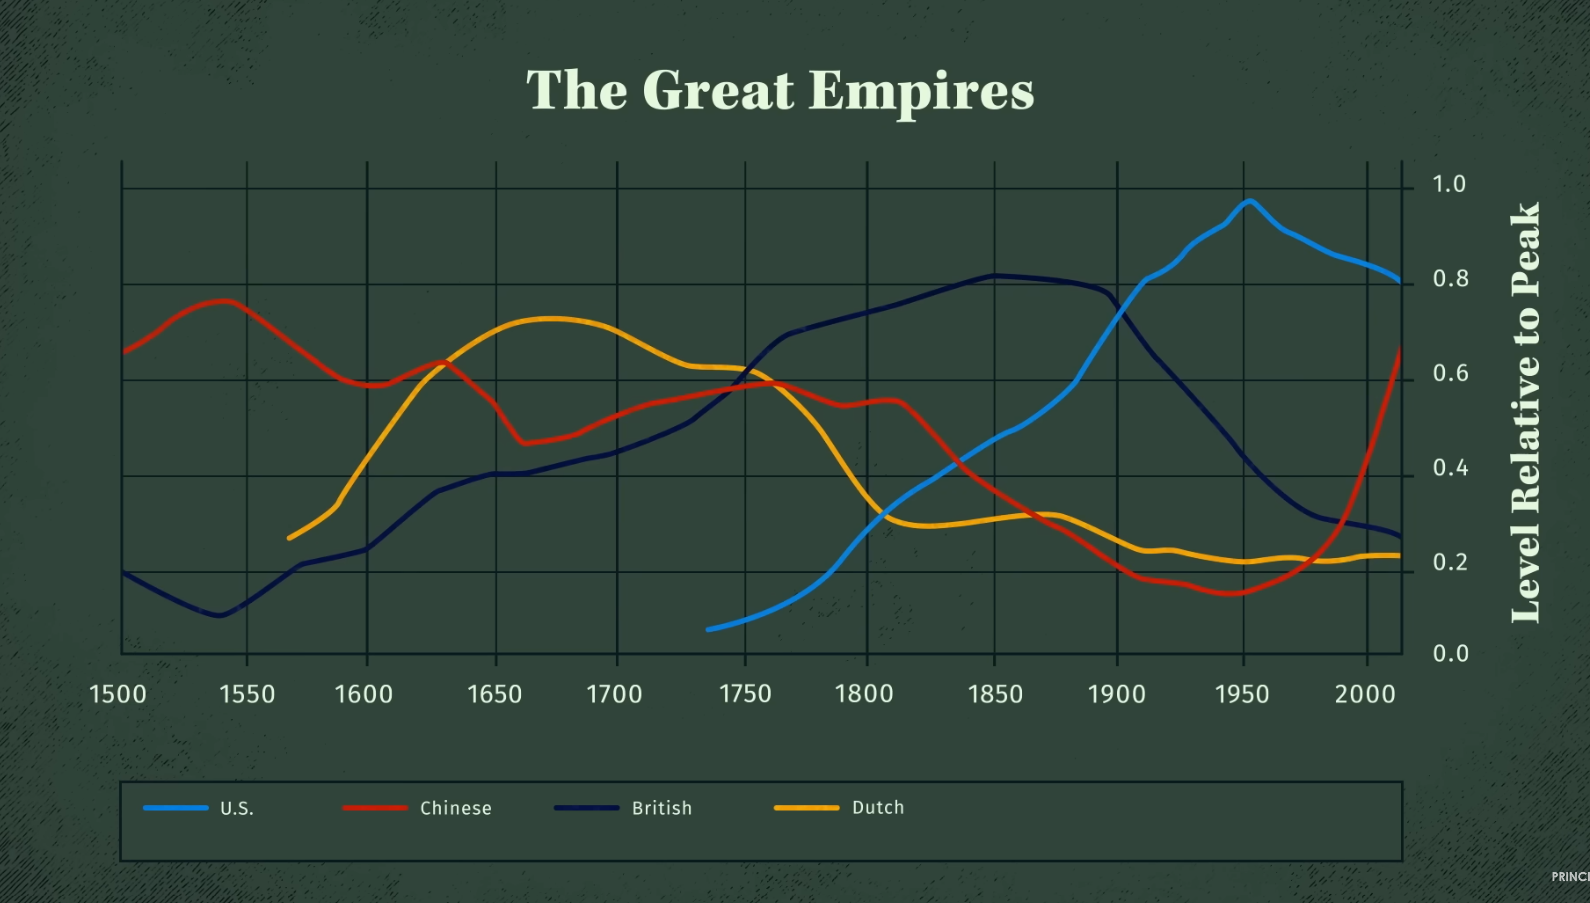 The Great Empires
1.0
0.8
0.6
0.4
0.2
0.0
Level Relative to Peak
1500 1550 1600 1650 1700 1750 1800 1850 1900 1950 2000
U.S. Chinese British Dutch
PRINCI